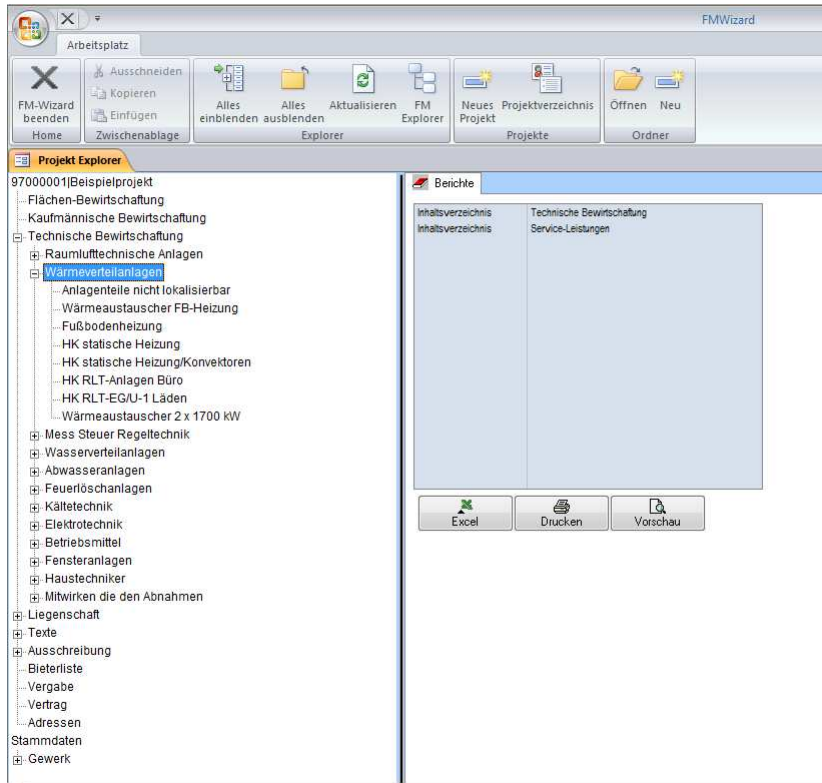 FMWizard
Arbeitsplatz
FM-Wizard beenden
Ausschneiden
Kopieren
Einfügen
Alles einblenden
Alles ausblenden
Aktualisieren
FM Explorer
Neues Projekt
Projektverzeichnis
Öffnen
Neu
Home
Zwischenablage
Explorer
Projekte
Ordner
Projekt Explorer
97000001|Beispielprojekt
Flächen-Bewirtschaftung
Kaufmännische Bewirtschaftung
Technische Bewirtschaftung
Raumlufttechnische Anlagen
Wärmeverteilanlagen
Anlagenteile nicht lokalisierbar
Wärmeaustauscher FB-Heizung
Fußbodenheizung
HK statische Heizung
HK statische Heizung/Konvektoren
HK RLT-Anlagen Büro
HK RLT-EG/U-1 Läden
Wärmeaustauscher 2 x 1700 kW
Mess Steuer Regeltechnik
Wasserverteilanlagen
Abwasseranlagen
Feuerlöschanlagen
Kältetechnik
Elektrotechnik
Betriebsmittel
Fensteranlagen
Haustechniker
Mitwirken die den Abnahmen
Liegenschaft
Texte
Ausschreibung
Bieterliste
Vergabe
Vertrag
Adressen
Stammdaten
Gewerk
Berichte
Inhaltsverzeichnis Technische Bewirtschaftung
Inhaltsverzeichnis Service-Leistungen
Excel
Drucken
Vorschau